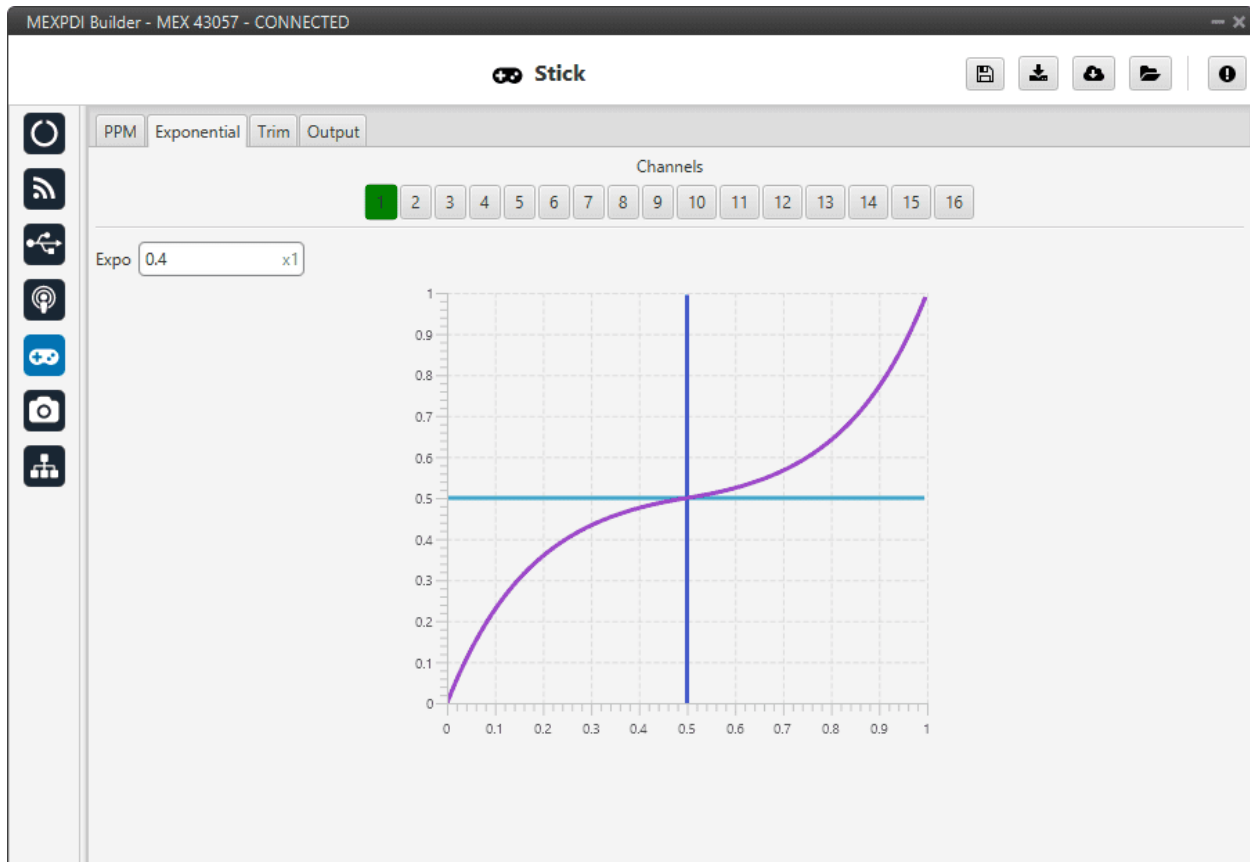 MEXPDI Builder - MEX 43057 - CONNECTED
Stick
PPM Exponential Trim Output
Channels
1 2 3 4 5 6 7 8 9 10 11 12 13 14 15 16
Expo 0.4 x1
1
0.9
0.8
0.7
0.6
0.5
0.4
0.3
0.2
0.1
0
0 0.1 0.2 0.3 0.4 0.5 0.6 0.7 0.8 0.9 1